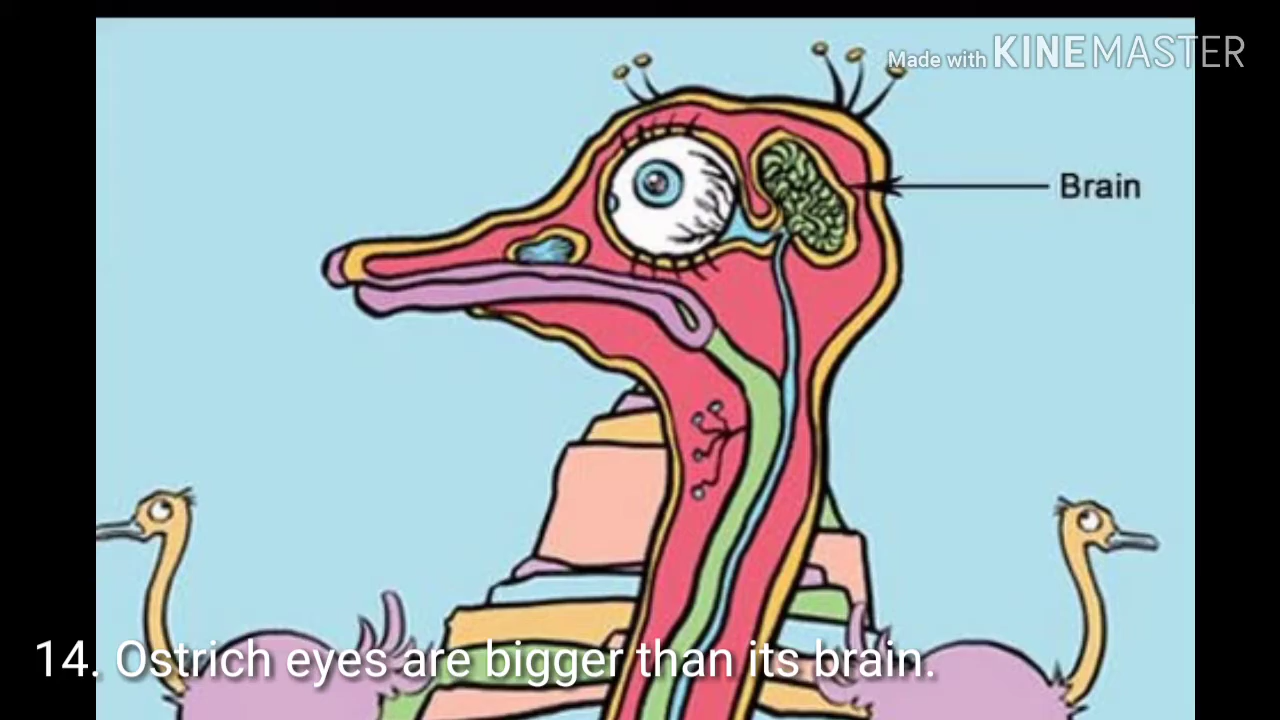 Made with KINEMASTER
Brain
14. Ostrich eyes are bigger than its brain.